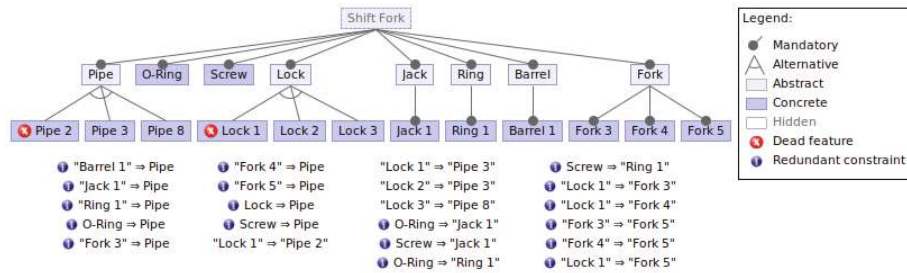 Shift Fork
Legend:
Mandatory
Alternative
Abstract
Concrete
Hidden
Dead feature
Redundant constraint
Pipe O-Ring Screw Lock Jack Ring Barrel Fork
Pipe 2 Pipe 3 Pipe 8 Lock 1 Lock 2 Lock 3 Jack 1 Ring 1 Barrel 1 Fork 3 Fork 4 Fork 5
"Barrel 1" ⇒ Pipe
"Jack 1" ⇒ Pipe
"Ring 1" ⇒ Pipe
O-Ring ⇒ Pipe
"Fork 3" ⇒ Pipe
"Fork 4" ⇒ Pipe
"Fork 5" ⇒ Pipe
Lock ⇒ Pipe
Screw ⇒ Pipe
"Lock 1" ⇒ "Pipe 2"
"Lock 1" ⇒ "Pipe 3"
"Lock 2" ⇒ "Pipe 3"
"Lock 3" ⇒ "Pipe 8"
O-Ring ⇒ "Jack 1"
Screw ⇒ "Jack 1"
O-Ring ⇒ "Ring 1"
Screw ⇒ "Ring 1"
"Lock 1" ⇒ "Fork 3"
"Lock 1" ⇒ "Fork 4"
"Fork 3" ⇒ "Fork 5"
"Fork 4" ⇒ "Fork 5"
"Lock 1" ⇒ "Fork 5"